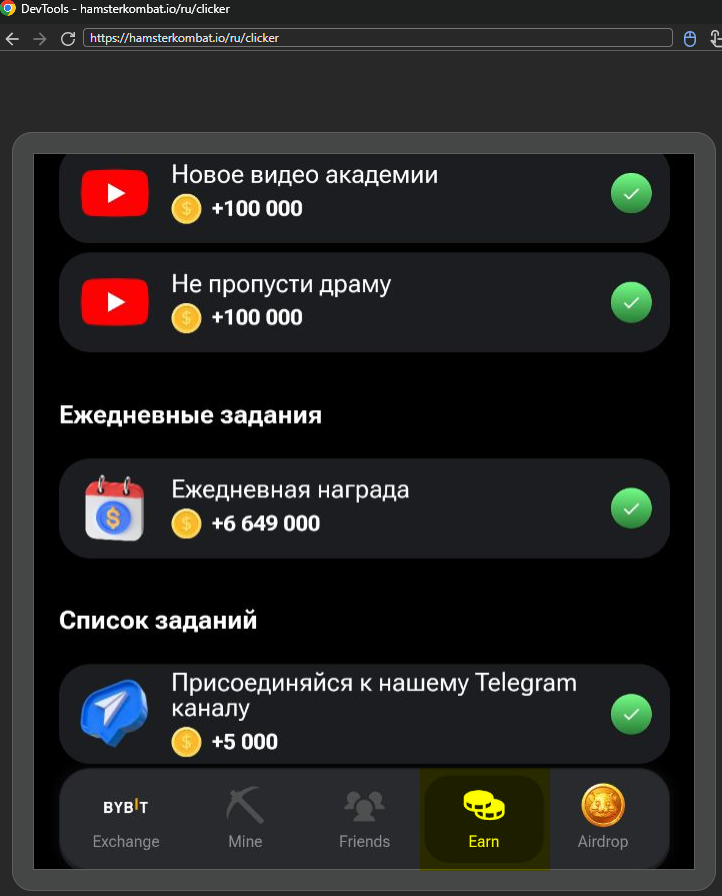 DevTools - hamsterkombat.io/ru/clicker
https://hamsterkombat.io/ru/clicker
Новое видео академии
+100 000
Не пропусти драму
+100 000
Ежедневные задания
Ежедневная награда
+6 649 000
Список заданий
Присоединяйся к нашему Telegram
каналу
+5 000
BYBIT
Exchange
Mine
Friends
Earn
Airdrop